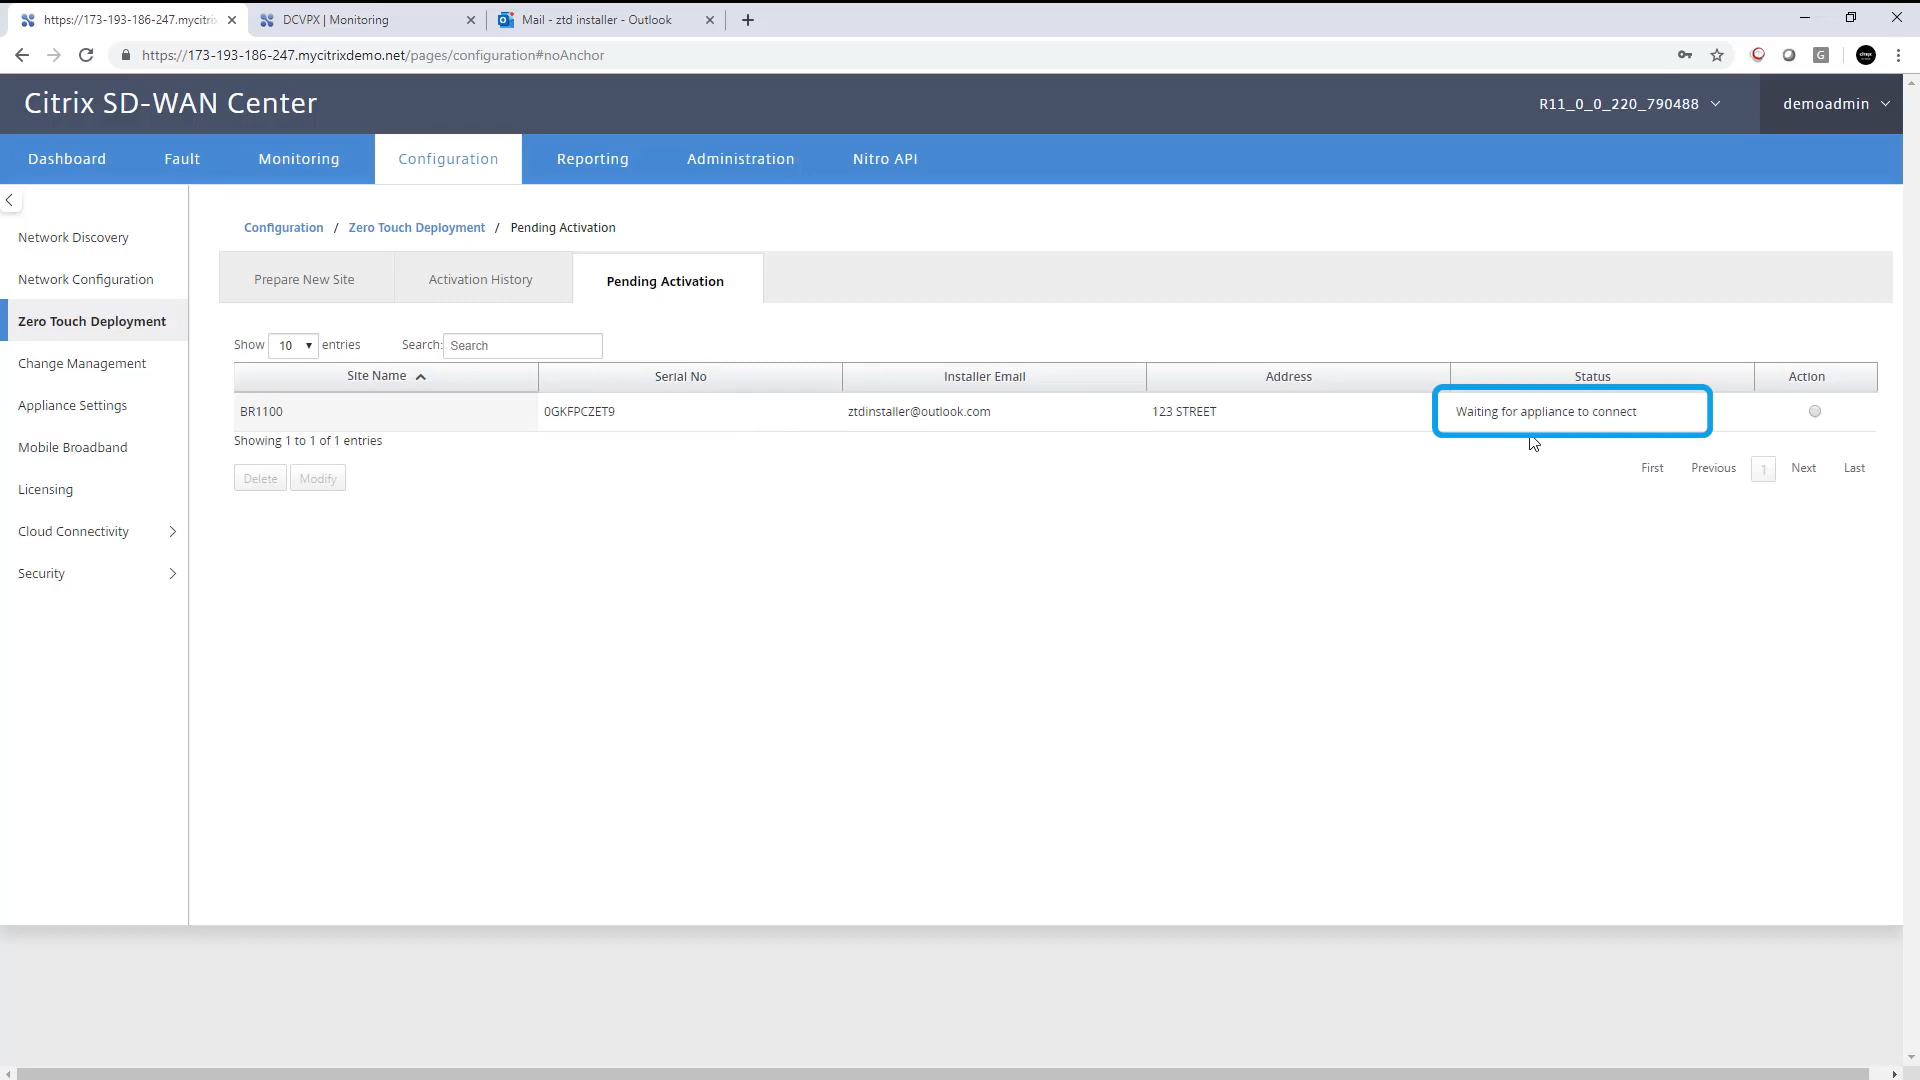 https://173-193-186-247.mycitrix
DCVPX | Monitoring
Mail - ztd installer - Outlook
https://173-193-186-247.mycitrixdemo.net/pages/configuration#noAnchor
Citrix SD-WAN Center
R11_0_0_220_790488
demoadmin
Dashboard
Fault
Monitoring
Configuration
Reporting
Administration
Nitro API
Network Discovery
Network Configuration
Zero Touch Deployment
Change Management
Appliance Settings
Mobile Broadband
Licensing
Cloud Connectivity
Security
Configuration / Zero Touch Deployment / Pending Activation
Prepare New Site
Activation History
Pending Activation
Show 10 entries
Search: Search
Site Name
Serial No
Installer Email
Address
Status
Action
BR1100
0GKFPCZET9
ztdinstaller@outlook.com
123 STREET
Waiting for appliance to connect
Showing 1 to 1 of 1 entries
Delete
Modify
First
Previous
1
Next
Last